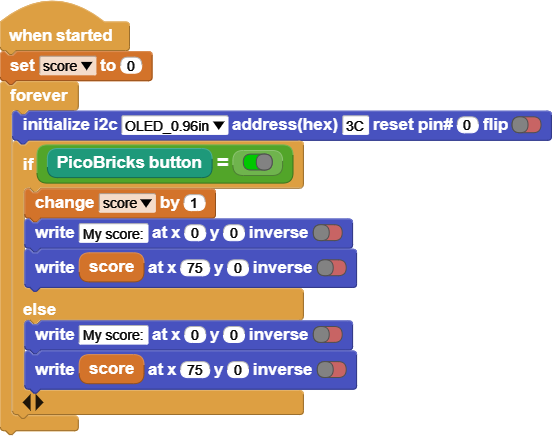 when started
set score to 0
forever
initialize i2c OLED_0.96in address(hex) 3C reset pin# 0 flip
if PicoBricks button =
change score by 1
write My score: at x 0 y 0 inverse
write score at x 75 y 0 inverse
else
write My score: at x 0 y 0 inverse
write score at x 75 y 0 inverse